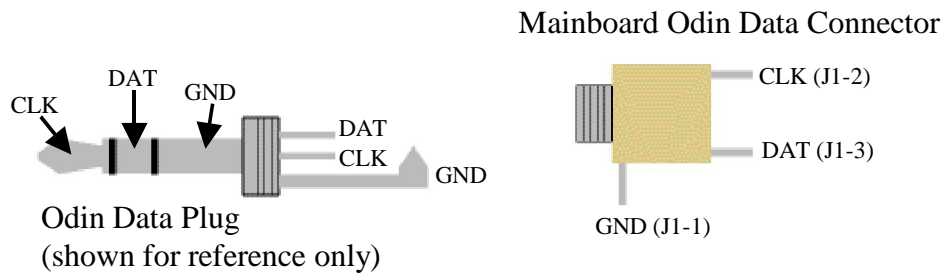 Mainboard Odin Data Connector
DAT
CLK
GND
DAT
CLK
GND
Odin Data Plug
(shown for reference only)
CLK (J1-2)
DAT (J1-3)
GND (J1-1)